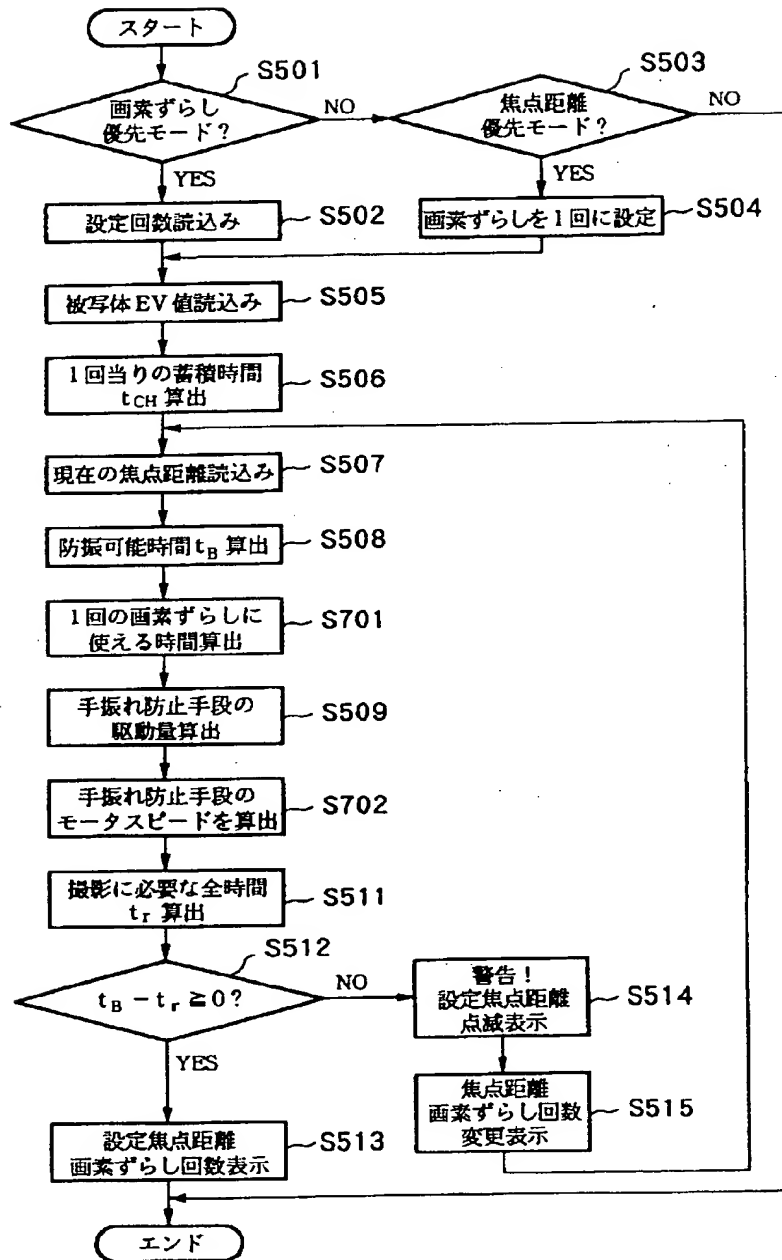 スタート
S501
画素ずらし
優先モード?
NO
YES
S503
焦点距離
優先モード?
NO
YES
設定回数読込み
S502
画素ずらしを1回に設定
S504
被写体EV値読込み
S505
1回当りの蓄積時間
tCH 算出
S506
現在の焦点距離読込み
S507
防振可能時間 tB 算出
S508
1回の画素ずらしに
使える時間算出
S701
手振れ防止手段の
駆動量算出
S509
手振れ防止手段の
モータスピードを算出
S702
撮影に必要な全時間
tr 算出
S511
S512
tB − tr ≧ 0?
NO
YES
警告!
設定焦点距離
点滅表示
S514
焦点距離
画素ずらし回数
変更表示
S515
設定焦点距離
画素ずらし回数表示
S513
エンド